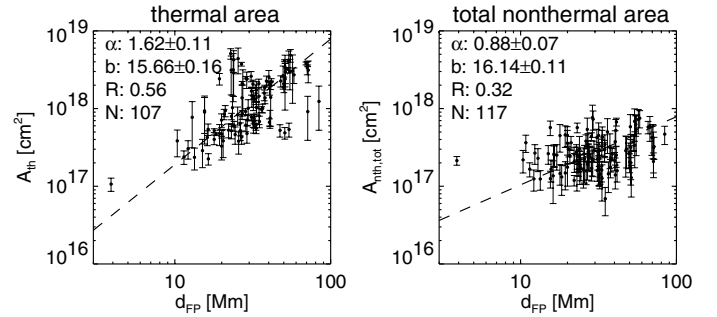 thermal area
α: 1.62±0.11
b: 15.66±0.16
R: 0.56
N: 107
10^19
10^18
10^17
10^16
A_th [cm^2]
10
100
d_FP [Mm]
total nonthermal area
α: 0.88±0.07
b: 16.14±0.11
R: 0.32
N: 117
10^19
10^18
10^17
10^16
A_nth,tot [cm^2]
10
100
d_FP [Mm]